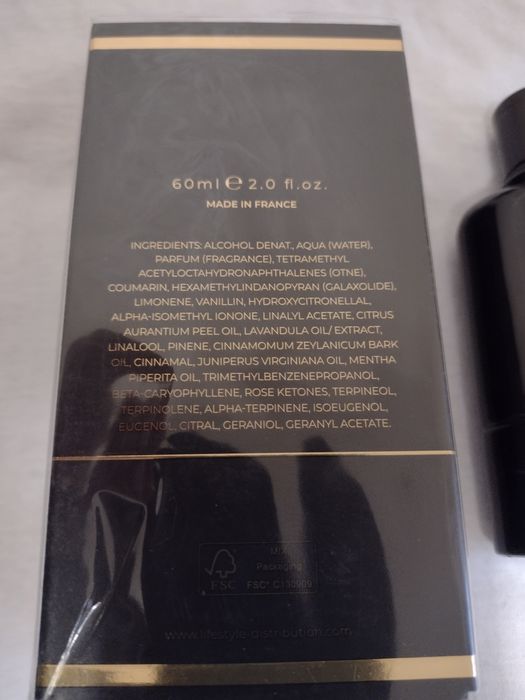 60ml ℮ 2.0 fl.oz.
MADE IN FRANCE
INGREDIENTS: ALCOHOL DENAT., AQUA (WATER),
PARFUM (FRAGRANCE), TETRAMETHYL
ACETYLOCTAHYDRONAPHTHALENES (OTNE),
COUMARIN, HEXAMETHYLINDANOPYRAN (GALAXOLIDE),
LIMONENE, VANILLIN, HYDROXYCITRONELLAL,
ALPHA-ISOMETHYL IONONE, LINALYL ACETATE, CITRUS
AURANTIUM PEEL OIL, LAVANDULA OIL/ EXTRACT,
LINALOOL, PINENE, CINNAMOMUM ZEYLANICUM BARK
OIL, CINNAMAL, JUNIPERUS VIRGINIANA OIL, MENTHA
PIPERITA OIL, TRIMETHYLBENZENEPROPANOL,
BETA-CARYOPHYLLENE, ROSE KETONES, TERPINEOL,
TERPINOLENE, ALPHA-TERPINENE, ISOEUGENOL,
EUGENOL, CITRAL, GERANIOL, GERANYL ACETATE.
MIX
Packaging
FSC
FSC® C130909
www.lifestyle-distribution.com